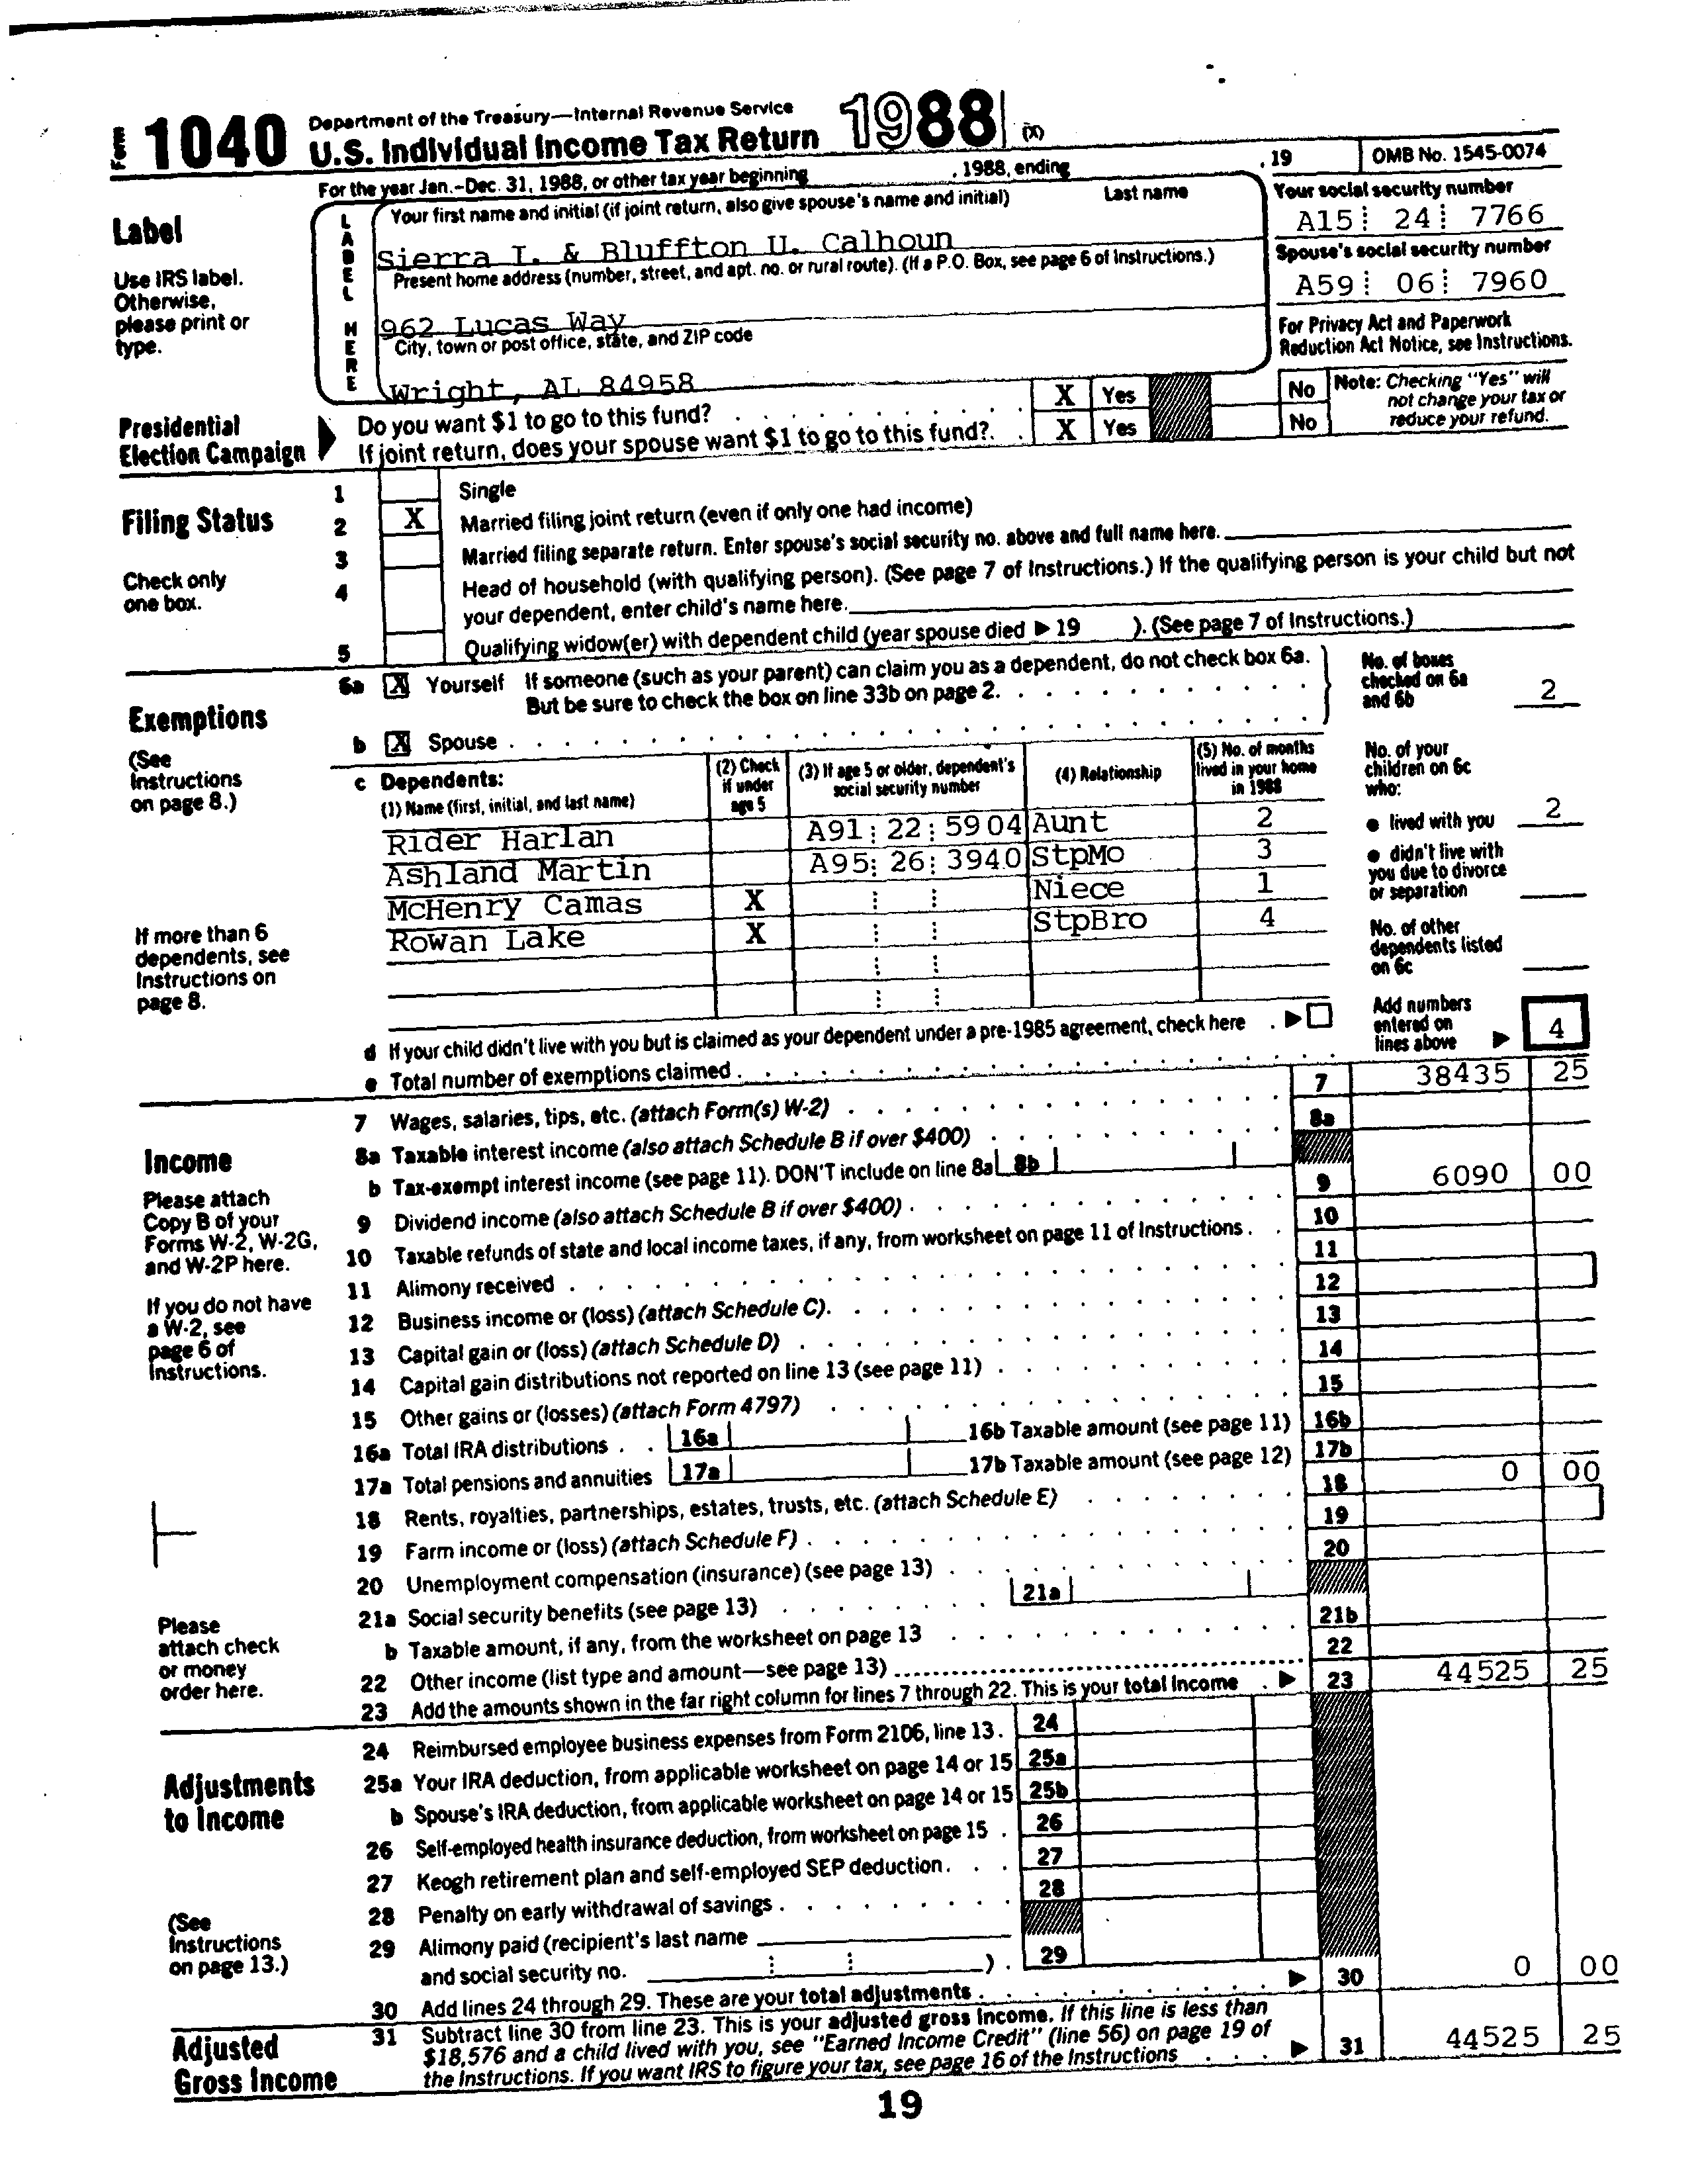 Form 1040 Department of the Treasury—Internal Revenue Service
U.S. Individual Income Tax Return 1988 (X)
For the year Jan.-Dec. 31, 1988, or other tax year beginning , 1988, ending , 19 OMB No. 1545-0074
Label
Use IRS label.
Otherwise,
please print or
type.
LABEL HERE
Your first name and initial (if joint return, also give spouse's name and initial) Last name
Sierra I. & Bluffton U. Calhoun
Your social security number
A15 24 7766
Present home address (number, street, and apt. no. or rural route). (If a P.O. Box, see page 6 of Instructions.)
962 Lucas Way
Spouse's social security number
A59 06 7960
City, town or post office, state, and ZIP code
Wright, AL 84958
For Privacy Act and Paperwork
Reduction Act Notice, see Instructions.
Presidential
Election Campaign
Do you want $1 to go to this fund? X Yes No
If joint return, does your spouse want $1 to go to this fund? X Yes No
Note: Checking "Yes" will
not change your tax or
reduce your refund.
Filing Status
Check only
one box.
1 Single
2 X Married filing joint return (even if only one had income)
3 Married filing separate return. Enter spouse's social security no. above and full name here.
4 Head of household (with qualifying person). (See page 7 of Instructions.) If the qualifying person is your child but not
your dependent, enter child's name here.
5 Qualifying widow(er) with dependent child (year spouse died ▶ 19 ). (See page 7 of Instructions.)
Exemptions
(See
Instructions
on page 8.)
6a X Yourself If someone (such as your parent) can claim you as a dependent, do not check box 6a.
But be sure to check the box on line 33b on page 2.
b X Spouse
No. of boxes
checked on 6a
and 6b 2
c Dependents:
(1) Name (first, initial, and last name)
(2) Check
if under
age 5
(3) If age 5 or older, dependent's
social security number
(4) Relationship
(5) No. of months
lived in your home
in 1988
Rider Harlan A91 22 5904 Aunt 2
Ashland Martin A95 26 3940 StpMo 3
McHenry Camas X Niece 1
Rowan Lake X StpBro 4
If more than 6
dependents, see
Instructions on
page 8.
No. of your
children on 6c
who:
● lived with you 2
● didn't live with
you due to divorce
or separation
No. of other
dependents listed
on 6c
d If your child didn't live with you but is claimed as your dependent under a pre-1985 agreement, check here ▶
e Total number of exemptions claimed
Add numbers
entered on
lines above ▶ 4
Income
Please attach
Copy B of your
Forms W-2, W-2G,
and W-2P here.
If you do not have
a W-2, see
page 6 of
Instructions.
Please
attach check
or money
order here.
7 Wages, salaries, tips, etc. (attach Form(s) W-2) 7 38435 25
8a Taxable interest income (also attach Schedule B if over $400) 8a
b Tax-exempt interest income (see page 11). DON'T include on line 8a 8b
9 Dividend income (also attach Schedule B if over $400) 9 6090 00
10 Taxable refunds of state and local income taxes, if any, from worksheet on page 11 of Instructions 10
11 Alimony received 11
12 Business income or (loss) (attach Schedule C) 12
13 Capital gain or (loss) (attach Schedule D) 13
14 Capital gain distributions not reported on line 13 (see page 11) 14
15 Other gains or (losses) (attach Form 4797) 15
16a Total IRA distributions 16a 16b Taxable amount (see page 11) 16b
17a Total pensions and annuities 17a 17b Taxable amount (see page 12) 17b
18 Rents, royalties, partnerships, estates, trusts, etc. (attach Schedule E) 18 0 00
19 Farm income or (loss) (attach Schedule F) 19
20 Unemployment compensation (insurance) (see page 13) 20
21a Social security benefits (see page 13) 21a
b Taxable amount, if any, from the worksheet on page 13 21b
22 Other income (list type and amount—see page 13) 22
23 Add the amounts shown in the far right column for lines 7 through 22. This is your total income ▶ 23 44525 25
Adjustments
to Income
(See
Instructions
on page 13.)
24 Reimbursed employee business expenses from Form 2106, line 13. 24
25a Your IRA deduction, from applicable worksheet on page 14 or 15 25a
b Spouse's IRA deduction, from applicable worksheet on page 14 or 15 25b
26 Self-employed health insurance deduction, from worksheet on page 15 26
27 Keogh retirement plan and self-employed SEP deduction 27
28 Penalty on early withdrawal of savings 28
29 Alimony paid (recipient's last name
and social security no. ) 29
30 Add lines 24 through 29. These are your total adjustments ▶ 30 0 00
Adjusted
Gross Income
31 Subtract line 30 from line 23. This is your adjusted gross income. If this line is less than
$18,576 and a child lived with you, see "Earned Income Credit" (line 56) on page 19 of
the Instructions. If you want IRS to figure your tax, see page 16 of the Instructions ▶ 31 44525 25
19